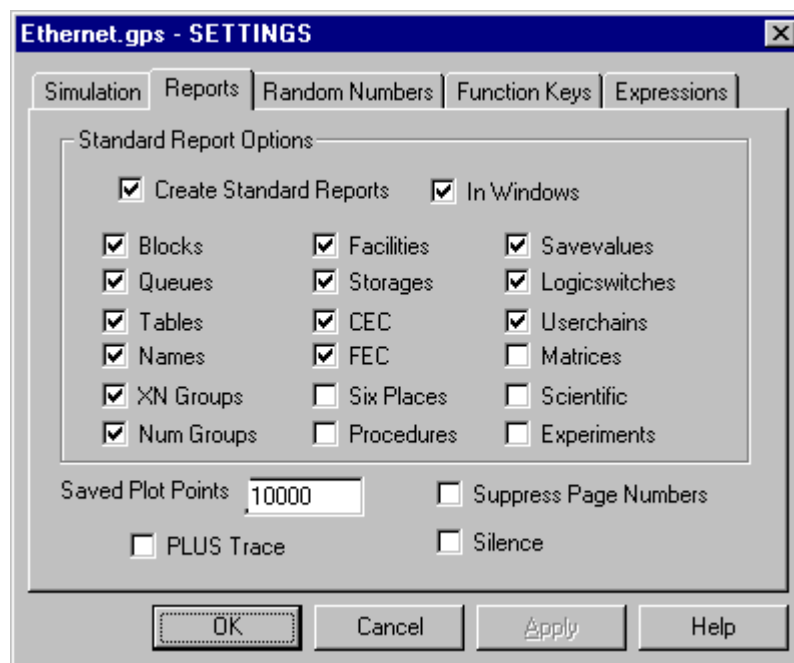 Ethernet.gps - SETTINGS
Simulation Reports Random Numbers Function Keys Expressions
Standard Report Options
Create Standard Reports In Windows
Blocks Facilities Savevalues
Queues Storages Logicswitches
Tables CEC Userchains
Names FEC Matrices
XN Groups Six Places Scientific
Num Groups Procedures Experiments
Saved Plot Points 10000 Suppress Page Numbers
PLUS Trace Silence
OK Cancel Apply Help